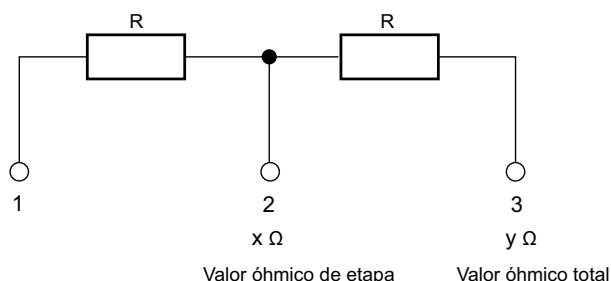 R R
1 2 3
x Ω y Ω
Valor óhmico de etapa Valor óhmico total